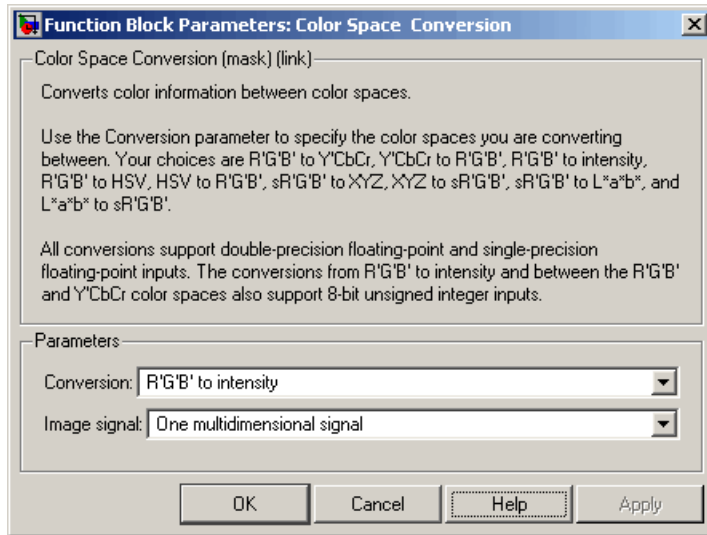 Function Block Parameters: Color Space Conversion
Color Space Conversion (mask) (link)
Converts color information between color spaces.
Use the Conversion parameter to specify the color spaces you are converting
between. Your choices are R'G'B' to Y'CbCr, Y'CbCr to R'G'B', R'G'B' to intensity,
R'G'B' to HSV, HSV to R'G'B', sR'G'B' to XYZ, XYZ to sR'G'B', sR'G'B' to L*a*b*, and
L*a*b* to sR'G'B'.
All conversions support double-precision floating-point and single-precision
floating-point inputs. The conversions from R'G'B' to intensity and between the R'G'B'
and Y'CbCr color spaces also support 8-bit unsigned integer inputs.
Parameters
Conversion: R'G'B' to intensity
Image signal: One multidimensional signal
OK Cancel Help Apply